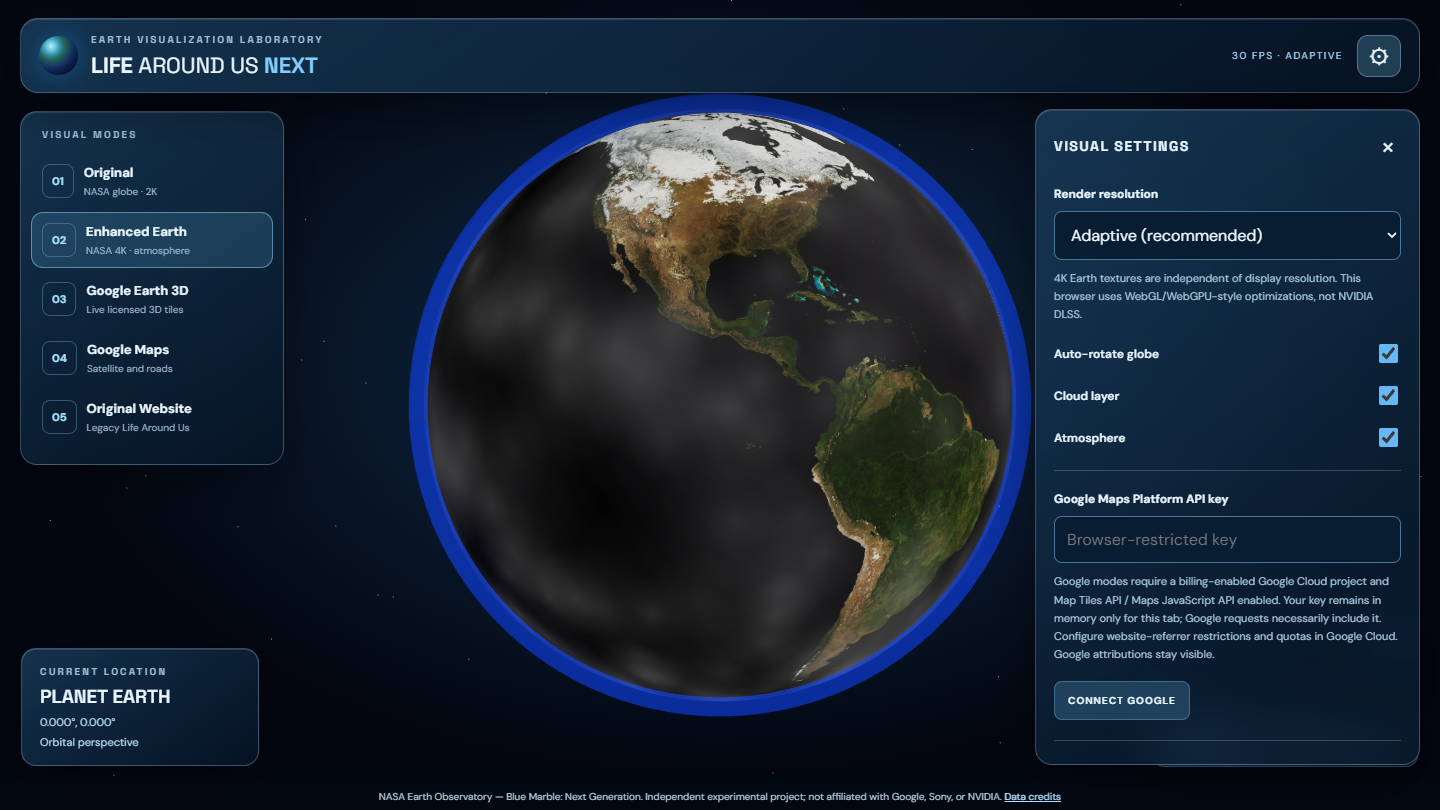 EARTH VISUALIZATION LABORATORY
LIFE AROUND US NEXT
30 FPS · ADAPTIVE
VISUAL MODES
01
Original
NASA globe · 2K
02
Enhanced Earth
NASA 4K · atmosphere
03
Google Earth 3D
Live licensed 3D tiles
04
Google Maps
Satellite and roads
05
Original Website
Legacy Life Around Us
CURRENT LOCATION
PLANET EARTH
0.000°, 0.000°
Orbital perspective
VISUAL SETTINGS
Render resolution
Adaptive (recommended)
4K Earth textures are independent of display resolution. This
browser uses WebGL/WebGPU-style optimizations, not NVIDIA
DLSS.
Auto-rotate globe
Cloud layer
Atmosphere
Google Maps Platform API key
Browser-restricted key
Google modes require a billing-enabled Google Cloud project and
Map Tiles API / Maps JavaScript API enabled. Your key remains in
memory only for this tab; Google requests necessarily include it.
Configure website-referrer restrictions and quotas in Google Cloud.
Google attributions stay visible.
CONNECT GOOGLE
NASA Earth Observatory — Blue Marble: Next Generation. Independent experimental project; not affiliated with Google, Sony, or NVIDIA. Data credits